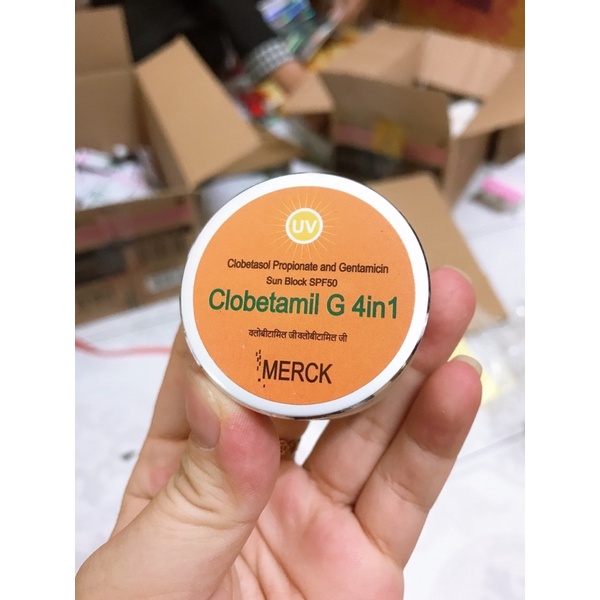 UV
Clobetasol Propionate and Gentamicin
Sun Block SPF50
Clobetamil G 4in1
क्लोबीटामिल जी क्लोबीटामिल जी
MERCK